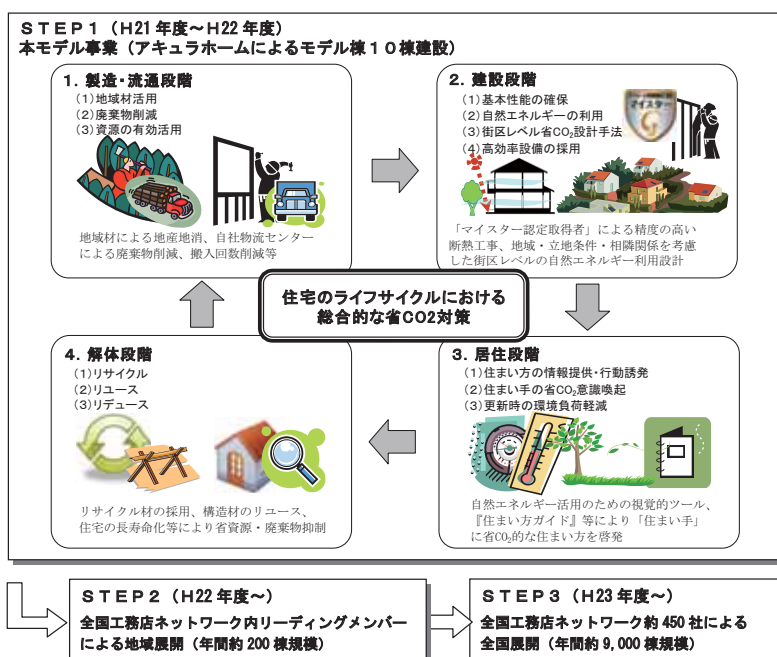 STEP1(H21年度~H22年度)
本モデル事業(アキュラホームによるモデル棟10棟建設)
1. 製造・流通段階
(1)地域材活用
(2)廃棄物削減
(3)資源の有効活用
地域材による地産地消、自社物流センター
による廃棄物削減、搬入回数削減等
2. 建設段階
(1)基本性能の確保
(2)自然エネルギーの利用
(3)街区レベル省CO₂設計手法
(4)高効率設備の採用
マイスター
「マイスター認定取得者」による精度の高い
断熱工事、地域・立地条件・相隣関係を考慮
した街区レベルの自然エネルギー利用設計
住宅のライフサイクルにおける
総合的な省CO2対策
4. 解体段階
(1)リサイクル
(2)リユース
(3)リデュース
リサイクル材の採用、構造材のリユース、
住宅の長寿命化等により省資源・廃棄物抑制
3. 居住段階
(1)住まい方の情報提供・行動誘発
(2)住まい手の省CO₂意識喚起
(3)更新時の環境負荷軽減
自然エネルギー活用のための視覚的ツール、
『住まい方ガイド』等により「住まい手」
に省CO₂的な住まい方を啓発
STEP2(H22年度~)
全国工務店ネットワーク内リーディングメンバー
による地域展開(年間約200棟規模)
STEP3(H23年度~)
全国工務店ネットワーク約450社による
全国展開(年間約9,000棟規模)